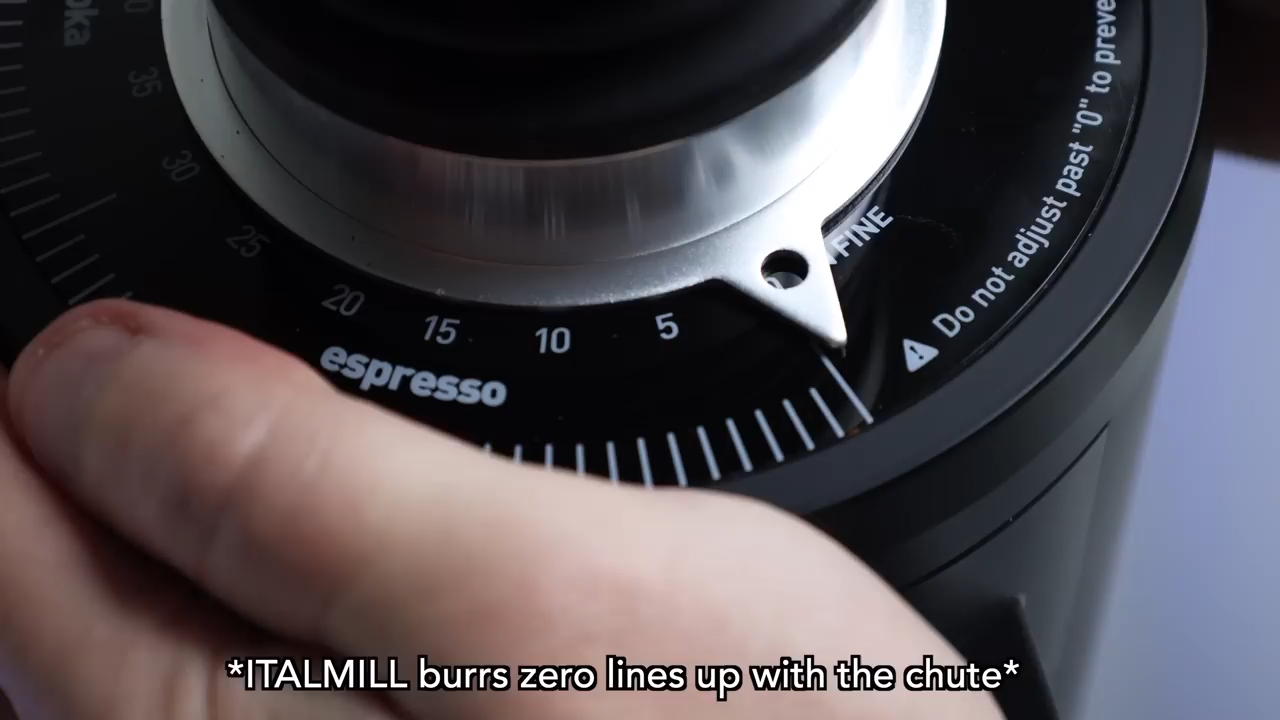 oka
35
30
25
20
15
10
5
espresso
FINE
⚠ Do not adjust past "0" to preve
*ITALMILL burrs zero lines up with the chute*